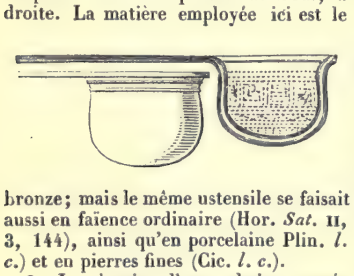 droite. La matière employée ici est le
bronze; mais le même ustensile se faisait
aussi en faïence ordinaire (Hor. Sat. II,
3, 144), ainsi qu'en porcelaine Plin. l.
c.) et en pierres fines (Cic. l. c.).